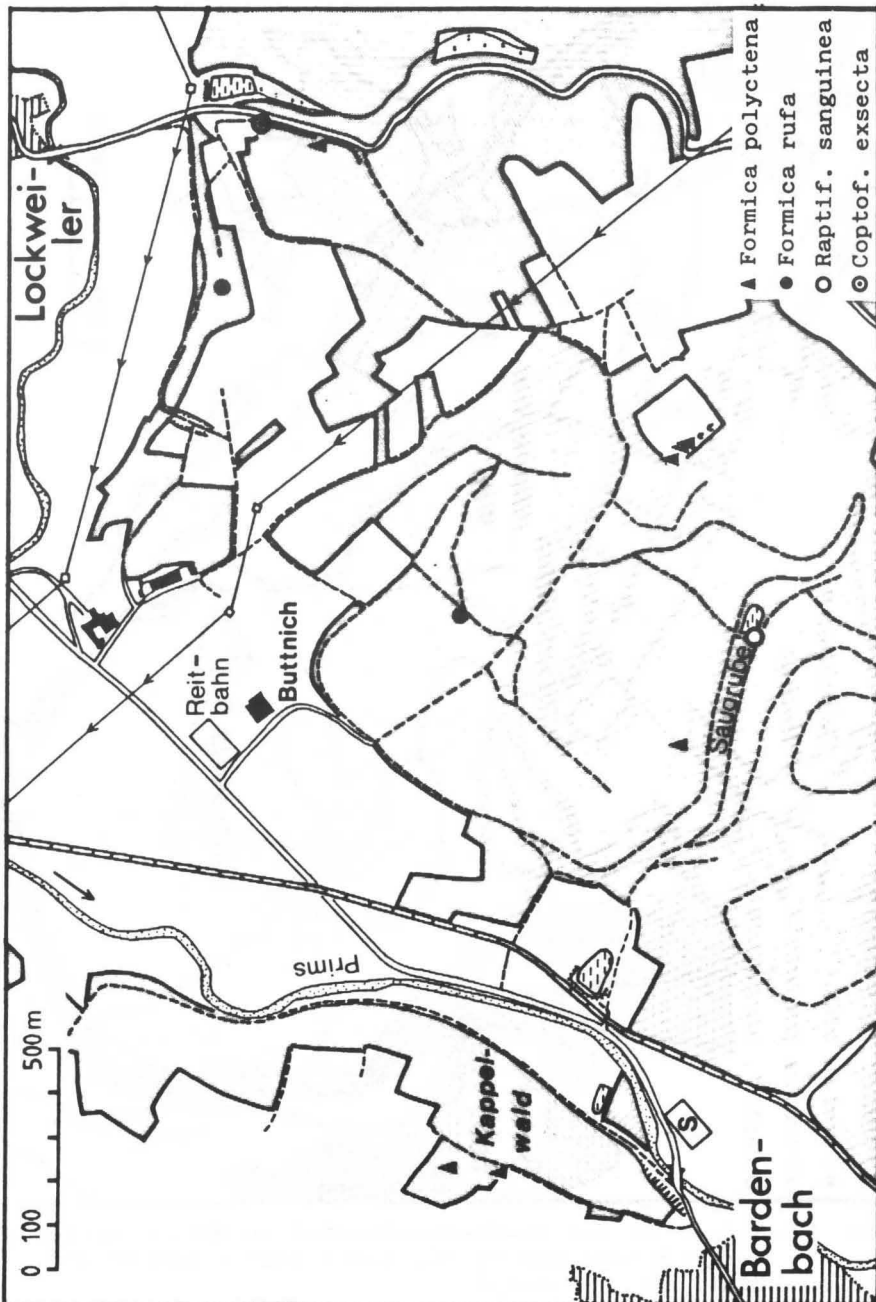 Lockwei-
ler
Reit-
bahn
Buttnich
Prims
0 100 500 m
Kappel-
wald
Saugrube
S
Barden-
bach
Formica polyctena
Formica rufa
Raptif. sanguinea
Coptof. exsecta